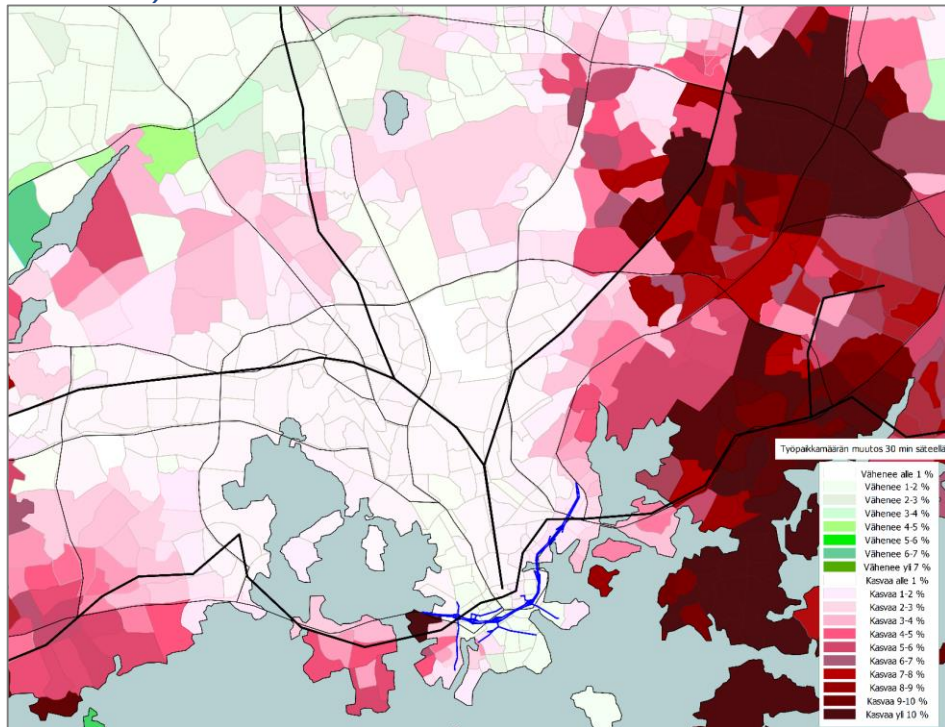 Työpaikkamäärän muutos 30 min säteellä
Vähenee alle 1 %
Vähenee 1-2 %
Vähenee 2-3 %
Vähenee 3-4 %
Vähenee 4-5 %
Vähenee 5-6 %
Vähenee 6-7 %
Vähenee yli 7 %
Kasvaa alle 1 %
Kasvaa 1-2 %
Kasvaa 2-3 %
Kasvaa 3-4 %
Kasvaa 4-5 %
Kasvaa 5-6 %
Kasvaa 6-7 %
Kasvaa 7-8 %
Kasvaa 8-9 %
Kasvaa 9-10 %
Kasvaa yli 10 %